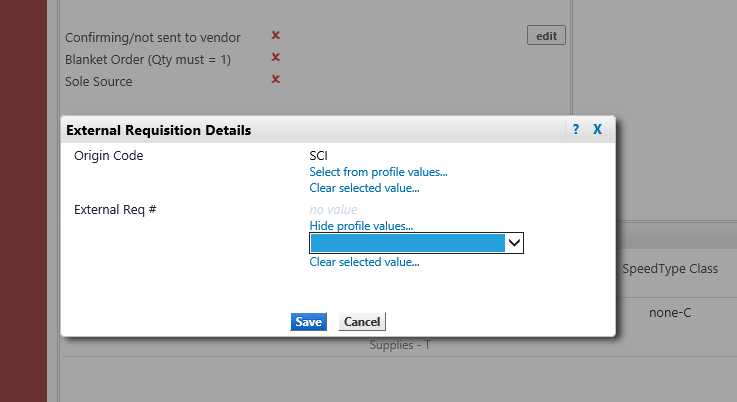 Confirming/not sent to vendor x
edit
Blanket Order (Qty must = 1) x
Sole Source x
External Requisition Details ? X
Origin Code SCI
Select from profile values...
Clear selected value...
External Req # no value
Hide profile values...
Clear selected value...
SpeedType Class
none-C
Save Cancel
Supplies - T